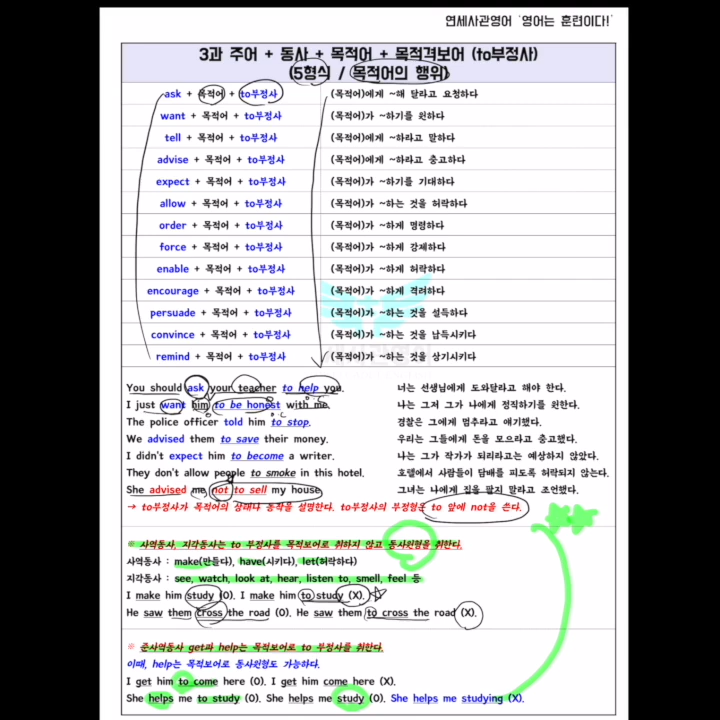 연세사관영어 '영어는 훈련이다!'
3과 주어 + 동사 + 목적어 + 목적격보어 (to부정사)
(5형식 / 목적어의 행위)
ask + 목적어 + to부정사 (목적어)에게 ~해 달라고 요청하다
want + 목적어 + to부정사 (목적어)가 ~하기를 원하다
tell + 목적어 + to부정사 (목적어)에게 ~하라고 말하다
advise + 목적어 + to부정사 (목적어)에게 ~하라고 충고하다
expect + 목적어 + to부정사 (목적어)가 ~하기를 기대하다
allow + 목적어 + to부정사 (목적어)가 ~하는 것을 허락하다
order + 목적어 + to부정사 (목적어)가 ~하게 명령하다
force + 목적어 + to부정사 (목적어)가 ~하게 강제하다
enable + 목적어 + to부정사 (목적어)가 ~하게 허락하다
encourage + 목적어 + to부정사 (목적어)가 ~하게 격려하다
persuade + 목적어 + to부정사 (목적어)가 ~하는 것을 설득하다
convince + 목적어 + to부정사 (목적어)가 ~하는 것을 납득시키다
remind + 목적어 + to부정사 (목적어)가 ~하는 것을 상기시키다
You should ask your teacher to help you. 너는 선생님에게 도와달라고 해야 한다.
I just want him to be honest with me. 나는 그저 그가 나에게 정직하기를 원한다.
The police officer told him to stop. 경찰은 그에게 멈추라고 얘기했다.
We advised them to save their money. 우리는 그들에게 돈을 모으라고 충고했다.
I didn't expect him to become a writer. 나는 그가 작가가 되리라고는 예상하지 않았다.
They don't allow people to smoke in this hotel. 호텔에서 사람들이 담배를 피도록 허락되지 않는다.
She advised me not to sell my house. 그녀는 나에게 집을 팔지 말라고 조언했다.
→ to부정사가 목적어의 상태나 동작을 설명한다. to부정사의 부정형은 to 앞에 not을 쓴다.
※ 사역동사, 지각동사는 to 부정사를 목적보어로 취하지 않고 동사원형을 취한다.
사역동사 : make(만들다), have(시키다), let(허락하다)
지각동사 : see, watch, look at, hear, listen to, smell, feel 등
I make him study (O). I make him to study (X).
He saw them cross the road (O). He saw them to cross the road (X).
※ 준사역동사 get과 help는 목적보어로 to 부정사를 취한다.
이때, help는 목적보어로 동사원형도 가능하다.
I get him to come here (O). I get him come here (X).
She helps me to study (O). She helps me study (O). She helps me studying (X).